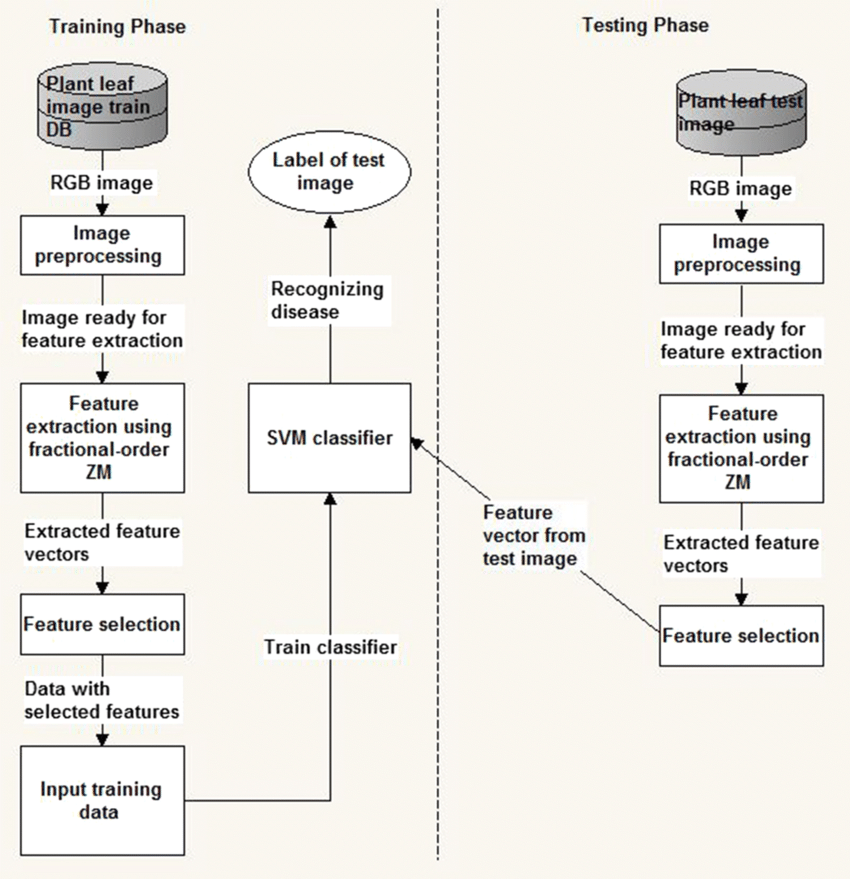 Training Phase
Plant leaf
image train
DB
RGB image
Image
preprocessing
Image ready for
feature extraction
Feature
extraction using
fractional-order
ZM
Extracted feature
vectors
Feature selection
Data with
selected features
Input training
data
Train classifier
SVM classifier
Recognizing
disease
Label of test
image
Testing Phase
Plant leaf test
image
RGB image
Image
preprocessing
Image ready for
feature extraction
Feature
extraction using
fractional-order
ZM
Extracted feature
vectors
Feature selection
Feature
vector from
test image